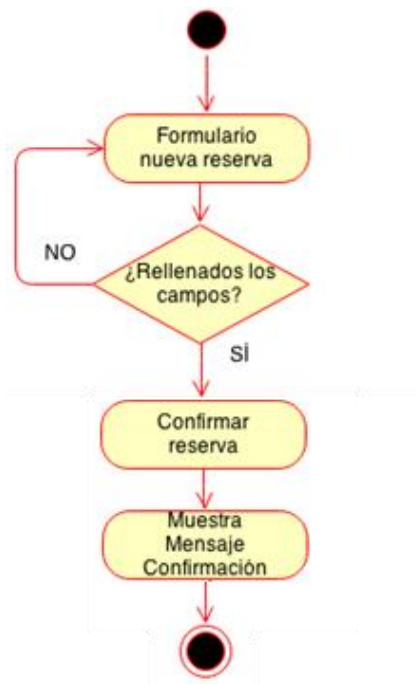 Formulario
nueva reserva
NO
¿Rellenados los
campos?
SÍ
Confirmar
reserva
Muestra
Mensaje
Confirmación